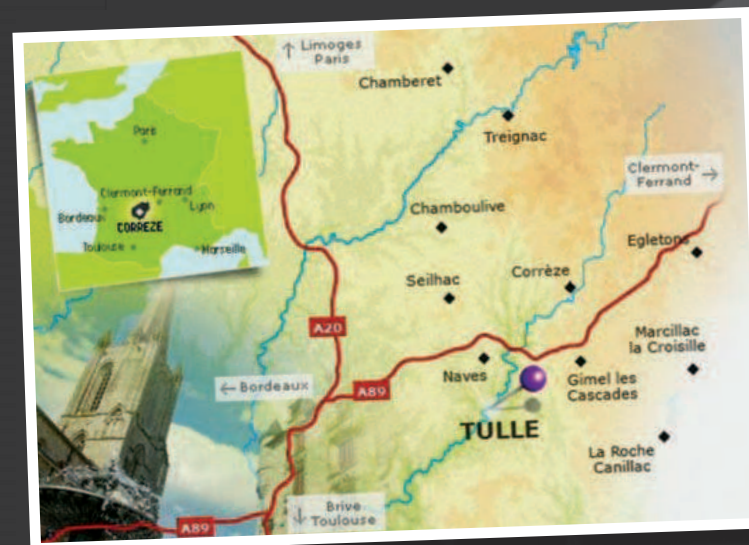 ↑ Limoges
Paris
Chamberet
Treignac
Clermont-
Ferrand →
Paris
Clermont-Ferrand
Bordeaux
Lyon
CORREZE
Toulouse
Marseille
Chamboulive
Egletons
Seilhac
Corrèze
A20
Marcillac
la Croisille
← Bordeaux
A89
Naves
Gimel les
Cascades
TULLE
La Roche
Canillac
↓ Brive
Toulouse
A89